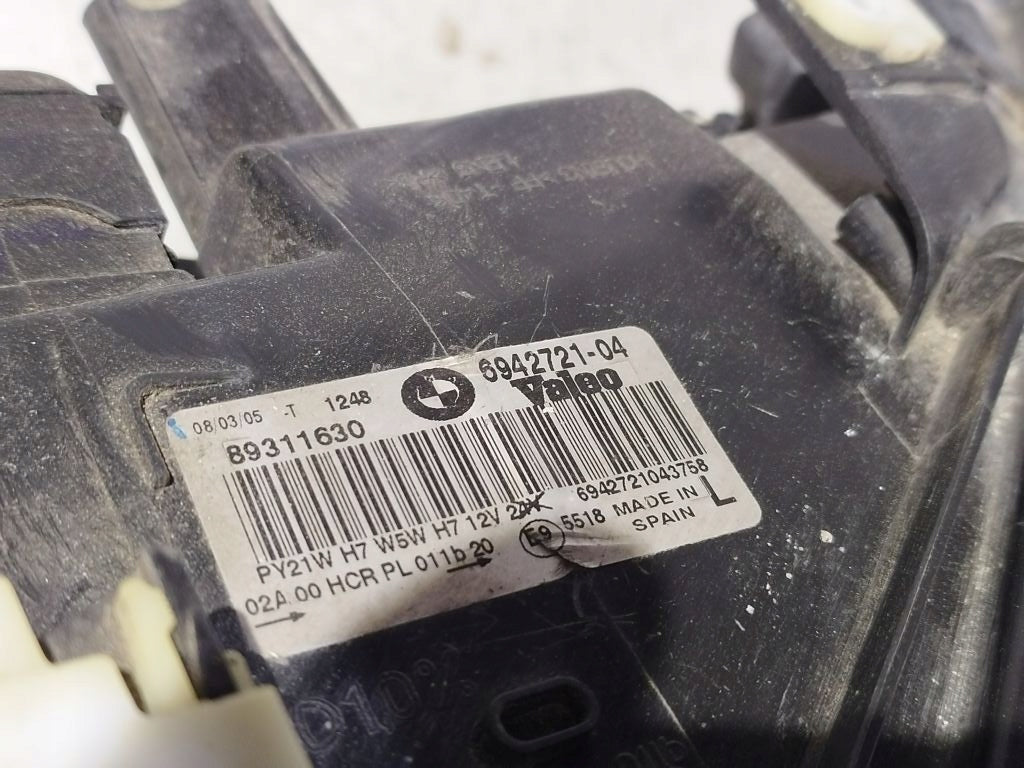 08/03/05 -T 1248 6942721-04
Valeo
89311630
6942721043758
PY21W H7 W5W H7 12V 24V E9 5518 MADE IN SPAIN L
02A 00 HCR PL 011b 20